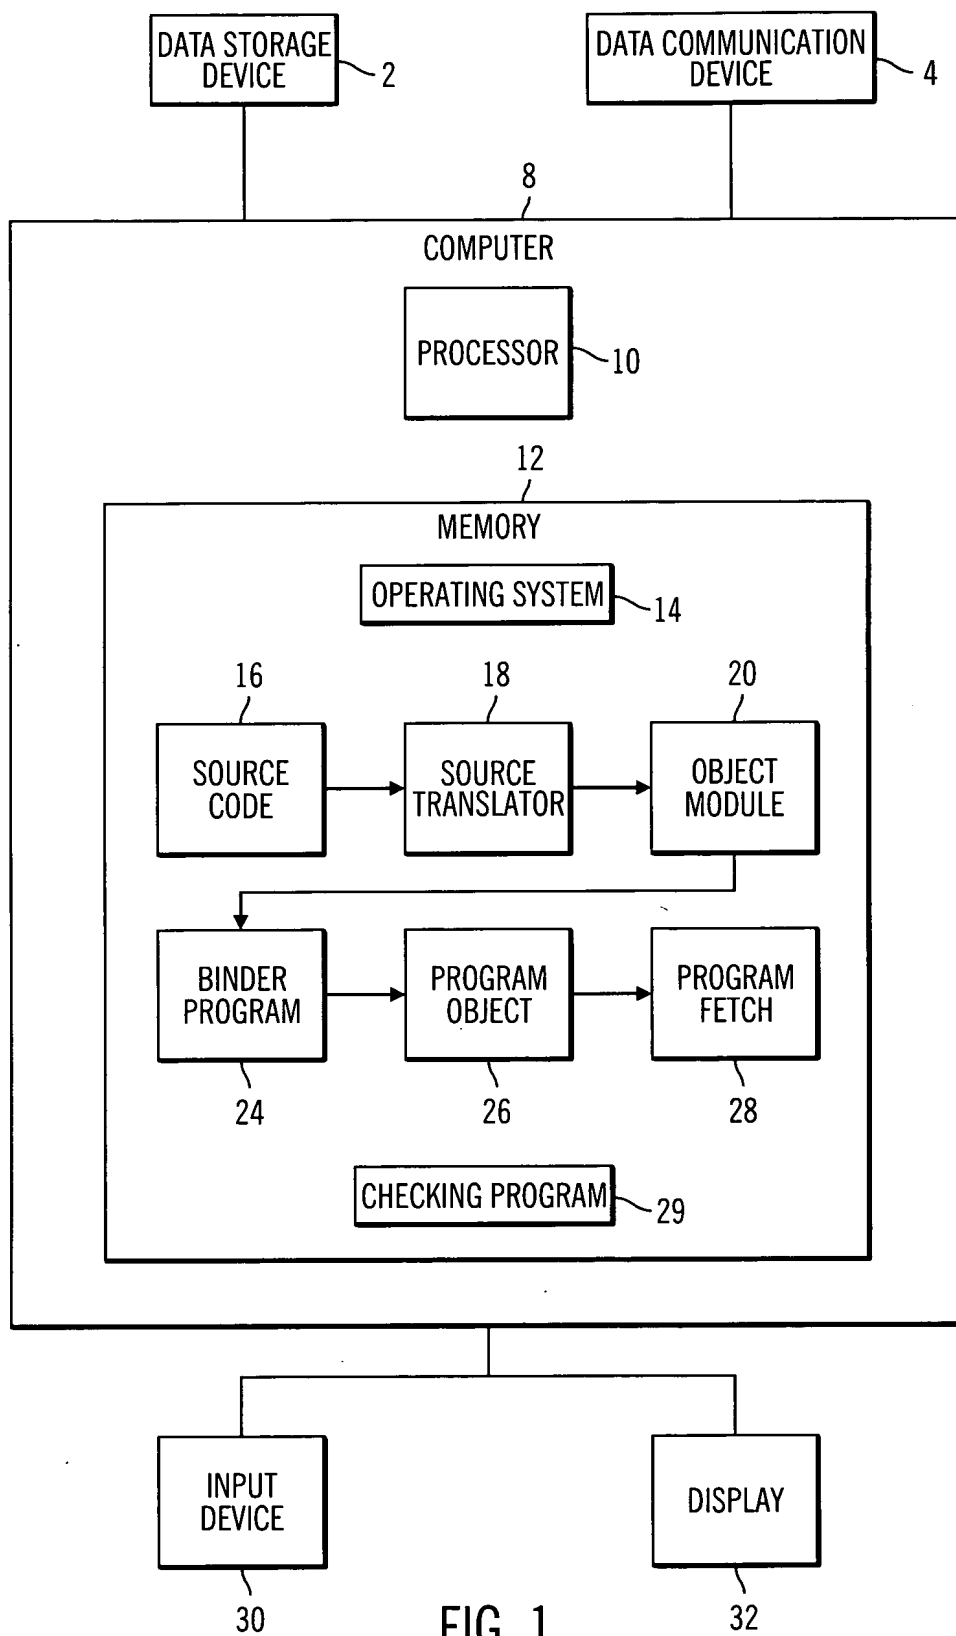 DATA STORAGE
DEVICE
2
DATA COMMUNICATION
DEVICE
4
8
COMPUTER
PROCESSOR
10
12
MEMORY
OPERATING SYSTEM
14
16
18
20
SOURCE
CODE
SOURCE
TRANSLATOR
OBJECT
MODULE
BINDER
PROGRAM
PROGRAM
OBJECT
PROGRAM
FETCH
24
26
28
CHECKING PROGRAM
29
INPUT
DEVICE
DISPLAY
30
32
FIG. 1